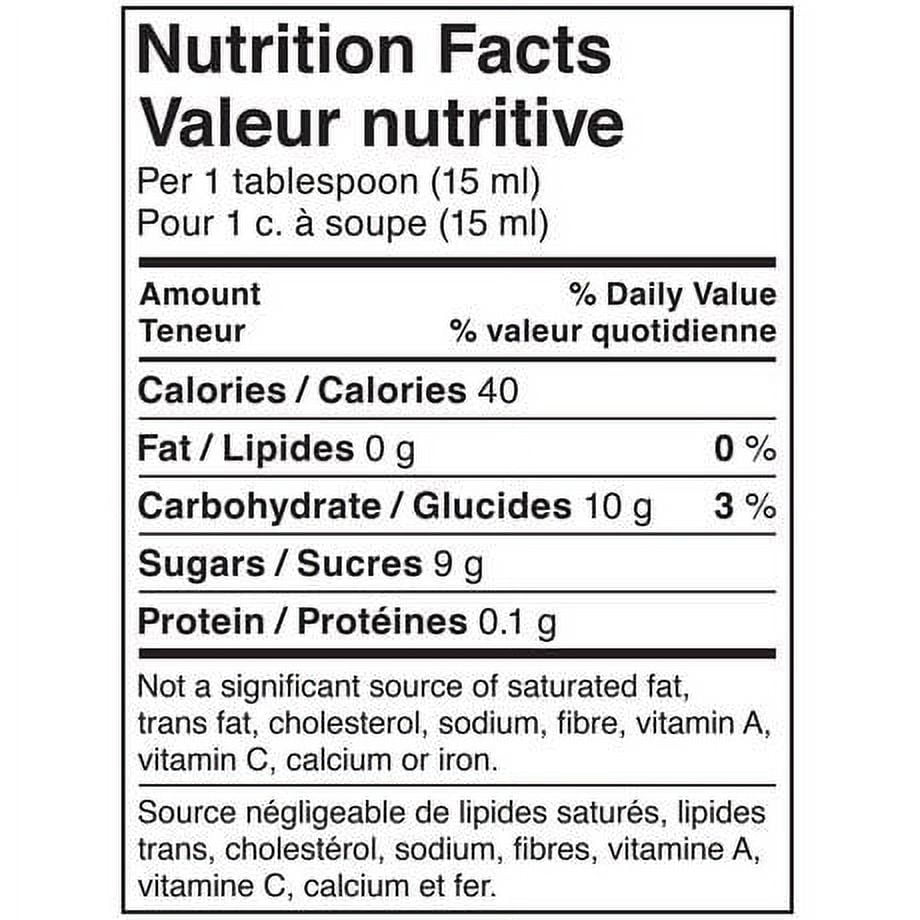 Nutrition Facts
Valeur nutritive
Per 1 tablespoon (15 ml)
Pour 1 c. à soupe (15 ml)
Amount % Daily Value
Teneur % valeur quotidienne
Calories / Calories 40
Fat / Lipides 0 g 0 %
Carbohydrate / Glucides 10 g 3 %
Sugars / Sucres 9 g
Protein / Protéines 0.1 g
Not a significant source of saturated fat,
trans fat, cholesterol, sodium, fibre, vitamin A,
vitamin C, calcium or iron.
Source négligeable de lipides saturés, lipides
trans, cholestérol, sodium, fibres, vitamine A,
vitamine C, calcium et fer.